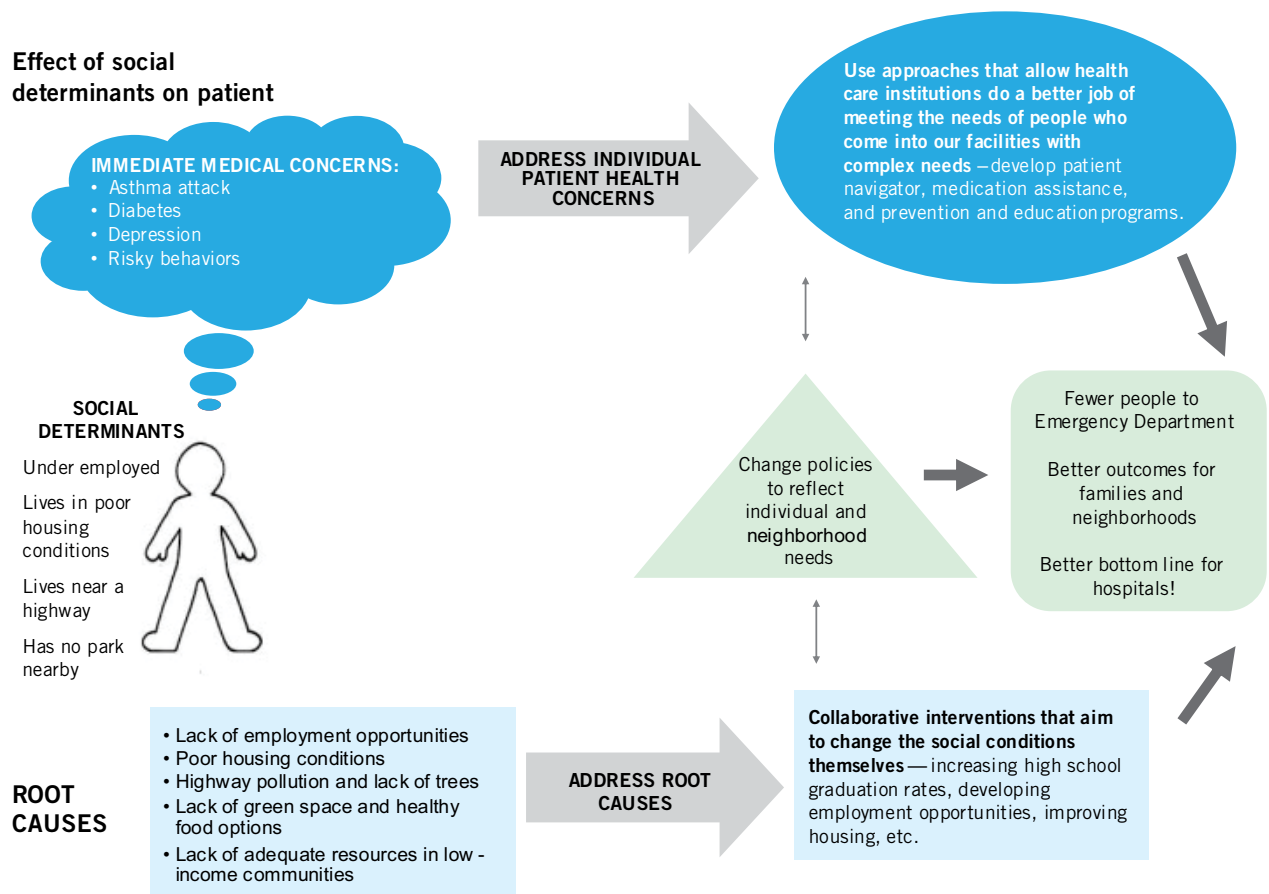 Effect of social
determinants on patient
IMMEDIATE MEDICAL CONCERNS:
• Asthma attack
• Diabetes
• Depression
• Risky behaviors
ADDRESS INDIVIDUAL
PATIENT HEALTH
CONCERNS
Use approaches that allow health
care institutions do a better job of
meeting the needs of people who
come into our facilities with
complex needs – develop patient
navigator, medication assistance,
and prevention and education programs.
SOCIAL
DETERMINANTS
Under employed
Lives in poor
housing
conditions
Lives near a
highway
Has no park
nearby
Change policies
to reflect
individual and
neighborhood
needs
Fewer people to
Emergency Department
Better outcomes for
families and
neighborhoods
Better bottom line for
hospitals!
ROOT
CAUSES
• Lack of employment opportunities
• Poor housing conditions
• Highway pollution and lack of trees
• Lack of green space and healthy
food options
• Lack of adequate resources in low -
income communities
ADDRESS ROOT
CAUSES
Collaborative interventions that aim
to change the social conditions
themselves — increasing high school
graduation rates, developing
employment opportunities, improving
housing, etc.